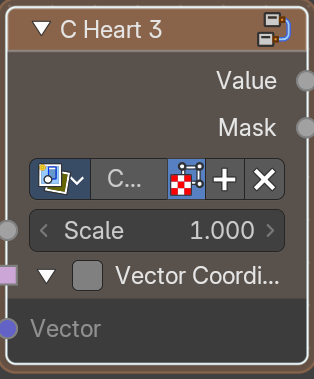 C Heart 3
Value
Mask
C...
Scale 1.000
Vector Coordi...
Vector